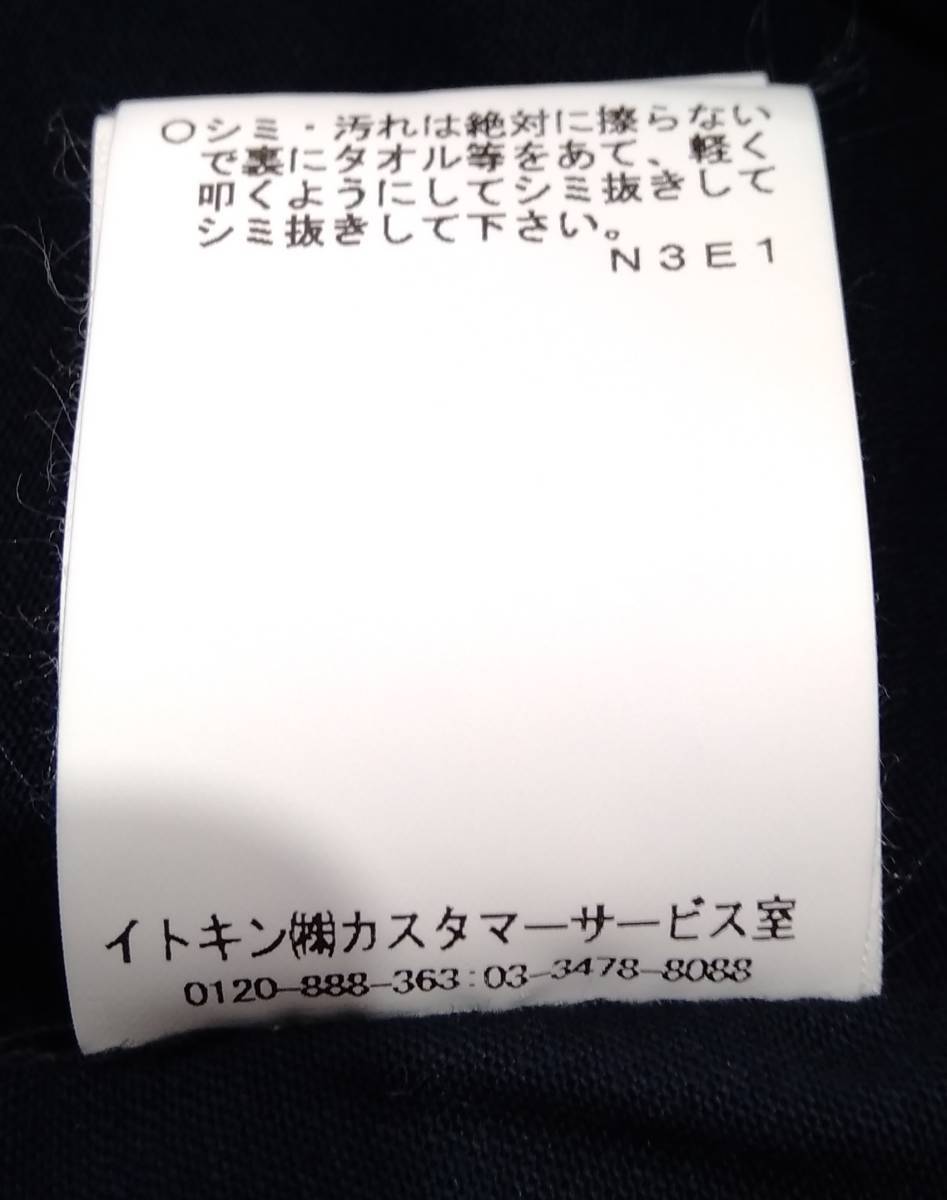 ○シミ・汚れは絶対に擦らない
で裏にタオル等をあて、軽く
叩くようにしてシミ抜きして
シミ抜きして下さい。
N3E1
イトキン㈱カスタマーサービス室
0120-888-363:03-3478-8088